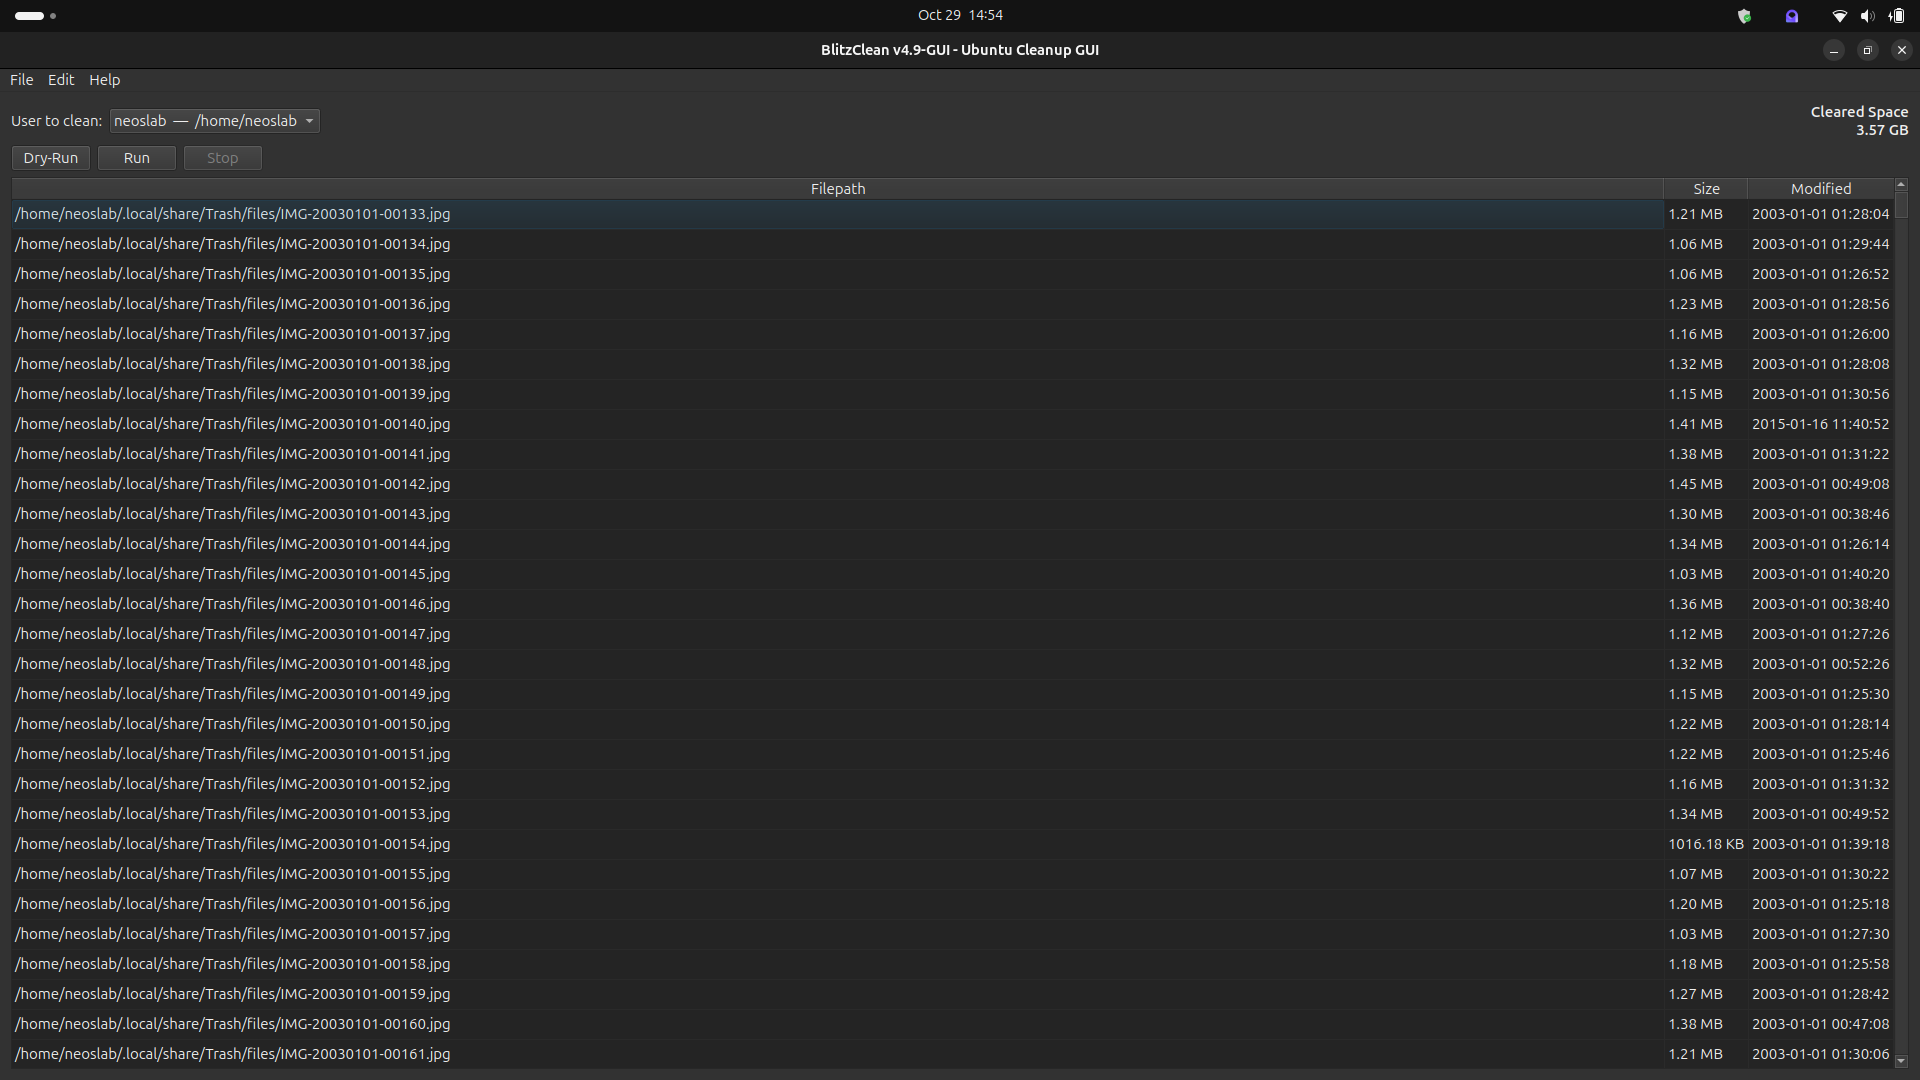 Oct 29 14:54
BlitzClean v4.9-GUI - Ubuntu Cleanup GUI
File Edit Help
User to clean: neoslab — /home/neoslab
Cleared Space
3.57 GB
Dry-Run Run Stop
Filepath Size Modified
/home/neoslab/.local/share/Trash/files/IMG-20030101-00133.jpg 1.21 MB 2003-01-01 01:28:04
/home/neoslab/.local/share/Trash/files/IMG-20030101-00134.jpg 1.06 MB 2003-01-01 01:29:44
/home/neoslab/.local/share/Trash/files/IMG-20030101-00135.jpg 1.06 MB 2003-01-01 01:26:52
/home/neoslab/.local/share/Trash/files/IMG-20030101-00136.jpg 1.23 MB 2003-01-01 01:28:56
/home/neoslab/.local/share/Trash/files/IMG-20030101-00137.jpg 1.16 MB 2003-01-01 01:26:00
/home/neoslab/.local/share/Trash/files/IMG-20030101-00138.jpg 1.32 MB 2003-01-01 01:28:08
/home/neoslab/.local/share/Trash/files/IMG-20030101-00139.jpg 1.15 MB 2003-01-01 01:30:56
/home/neoslab/.local/share/Trash/files/IMG-20030101-00140.jpg 1.41 MB 2015-01-16 11:40:52
/home/neoslab/.local/share/Trash/files/IMG-20030101-00141.jpg 1.38 MB 2003-01-01 01:31:22
/home/neoslab/.local/share/Trash/files/IMG-20030101-00142.jpg 1.45 MB 2003-01-01 00:49:08
/home/neoslab/.local/share/Trash/files/IMG-20030101-00143.jpg 1.30 MB 2003-01-01 00:38:46
/home/neoslab/.local/share/Trash/files/IMG-20030101-00144.jpg 1.34 MB 2003-01-01 01:26:14
/home/neoslab/.local/share/Trash/files/IMG-20030101-00145.jpg 1.03 MB 2003-01-01 01:40:20
/home/neoslab/.local/share/Trash/files/IMG-20030101-00146.jpg 1.36 MB 2003-01-01 00:38:40
/home/neoslab/.local/share/Trash/files/IMG-20030101-00147.jpg 1.12 MB 2003-01-01 01:27:26
/home/neoslab/.local/share/Trash/files/IMG-20030101-00148.jpg 1.32 MB 2003-01-01 00:52:26
/home/neoslab/.local/share/Trash/files/IMG-20030101-00149.jpg 1.15 MB 2003-01-01 01:25:30
/home/neoslab/.local/share/Trash/files/IMG-20030101-00150.jpg 1.22 MB 2003-01-01 01:28:14
/home/neoslab/.local/share/Trash/files/IMG-20030101-00151.jpg 1.22 MB 2003-01-01 01:25:46
/home/neoslab/.local/share/Trash/files/IMG-20030101-00152.jpg 1.16 MB 2003-01-01 01:31:32
/home/neoslab/.local/share/Trash/files/IMG-20030101-00153.jpg 1.34 MB 2003-01-01 00:49:52
/home/neoslab/.local/share/Trash/files/IMG-20030101-00154.jpg 1016.18 KB 2003-01-01 01:39:18
/home/neoslab/.local/share/Trash/files/IMG-20030101-00155.jpg 1.07 MB 2003-01-01 01:30:22
/home/neoslab/.local/share/Trash/files/IMG-20030101-00156.jpg 1.20 MB 2003-01-01 01:25:18
/home/neoslab/.local/share/Trash/files/IMG-20030101-00157.jpg 1.03 MB 2003-01-01 01:27:30
/home/neoslab/.local/share/Trash/files/IMG-20030101-00158.jpg 1.18 MB 2003-01-01 01:25:58
/home/neoslab/.local/share/Trash/files/IMG-20030101-00159.jpg 1.27 MB 2003-01-01 01:28:42
/home/neoslab/.local/share/Trash/files/IMG-20030101-00160.jpg 1.38 MB 2003-01-01 00:47:08
/home/neoslab/.local/share/Trash/files/IMG-20030101-00161.jpg 1.21 MB 2003-01-01 01:30:06